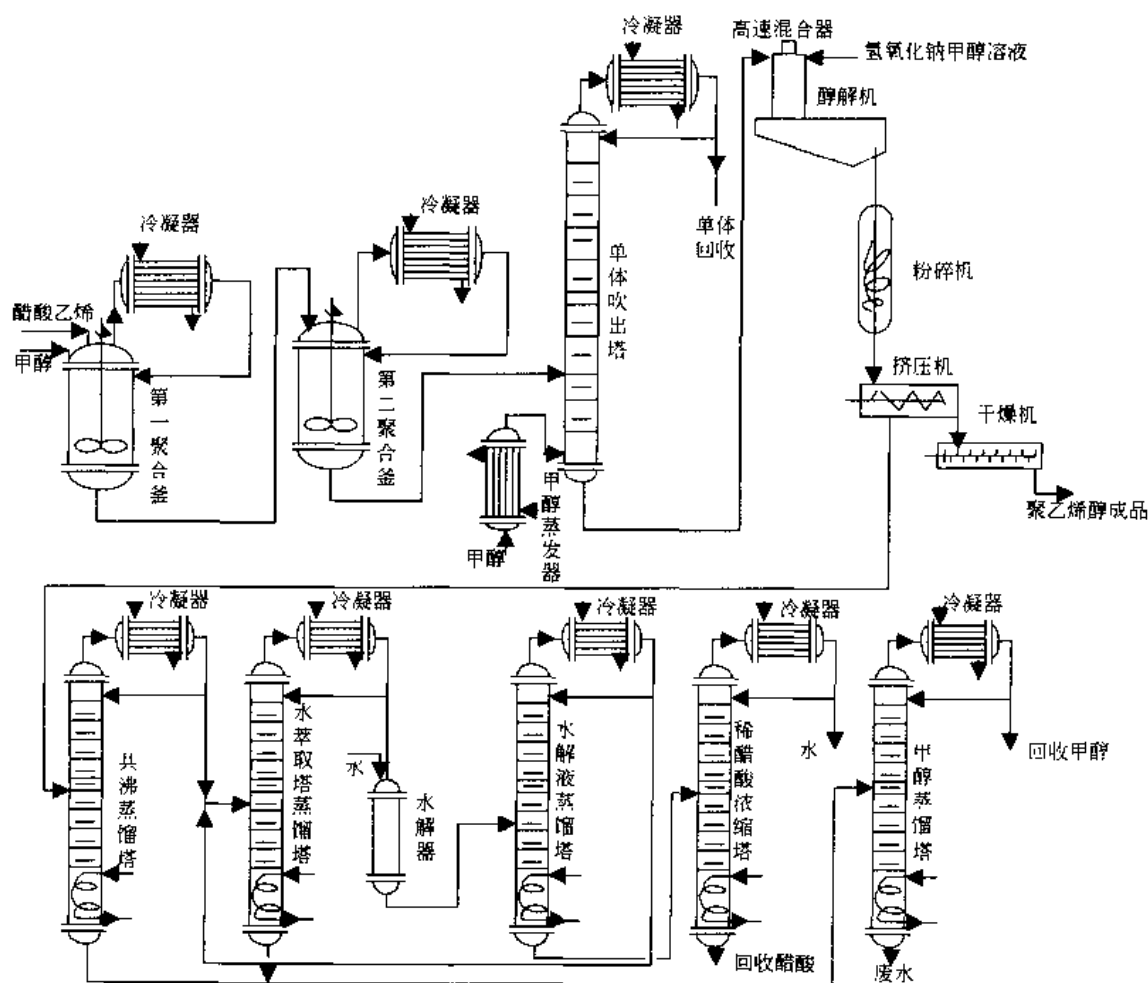 冷凝器
高速混合器
氢氧化钠甲醇溶液
醇解机
冷凝器
冷凝器
单体
回收
单体吹出塔
粉碎机
醋酸乙烯
甲醇
第一聚合釜
第二聚合釜
挤压机
干燥机
甲醇蒸发器
甲醇
聚乙烯醇成品
冷凝器
冷凝器
冷凝器
冷凝器
冷凝器
共沸蒸馏塔
水萃取塔蒸馏塔
水
水解器
水解液蒸馏塔
稀醋酸浓缩塔
水
甲醇蒸馏塔
回收甲醇
回收醋酸
废水